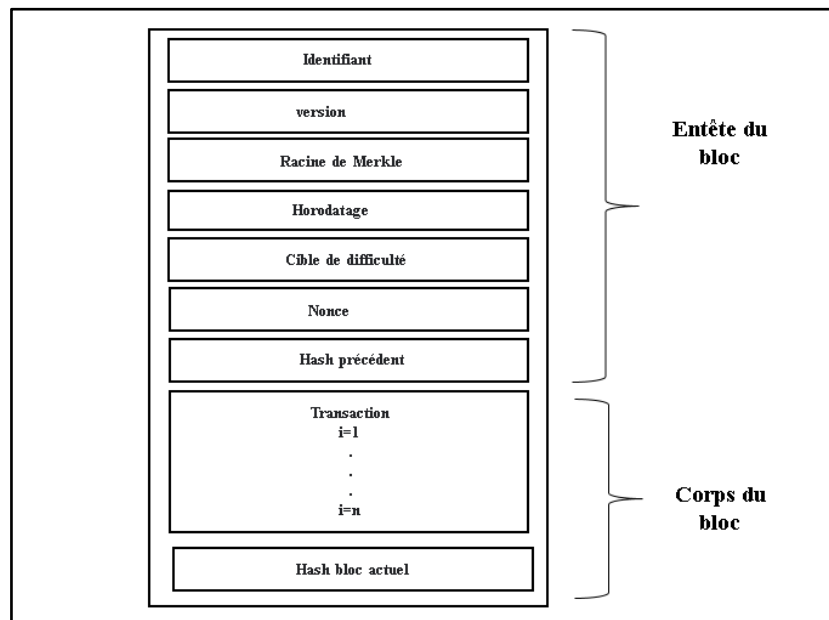 Identifiant
version
Racine de Merkle
Horodatage
Cible de difficulté
Nonce
Hash précédent
Entête du
bloc
Transaction
i=1
.
.
.
i=n
Hash bloc actuel
Corps du
bloc